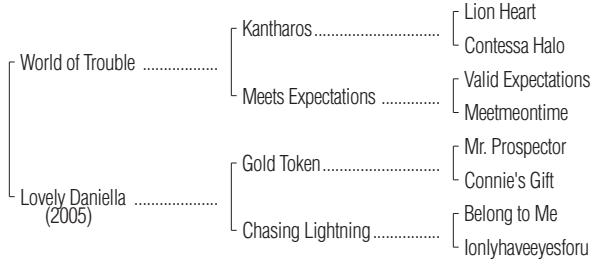 Lion Heart
Kantharos
Contessa Halo
World of Trouble
Valid Expectations
Meets Expectations
Meetmeontime
Mr. Prospector
Gold Token
Connie's Gift
Lovely Daniella
(2005)
Belong to Me
Chasing Lightning
Ionlyhaveeyesforu